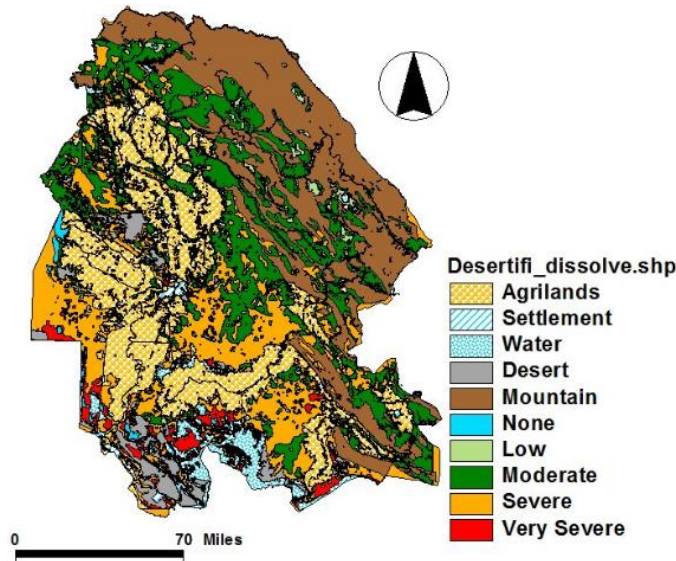 Desertifi_dissolve.shp
Agrilands
Settlement
Water
Desert
Mountain
None
Low
Moderate
Severe
Very Severe
0 70 Miles